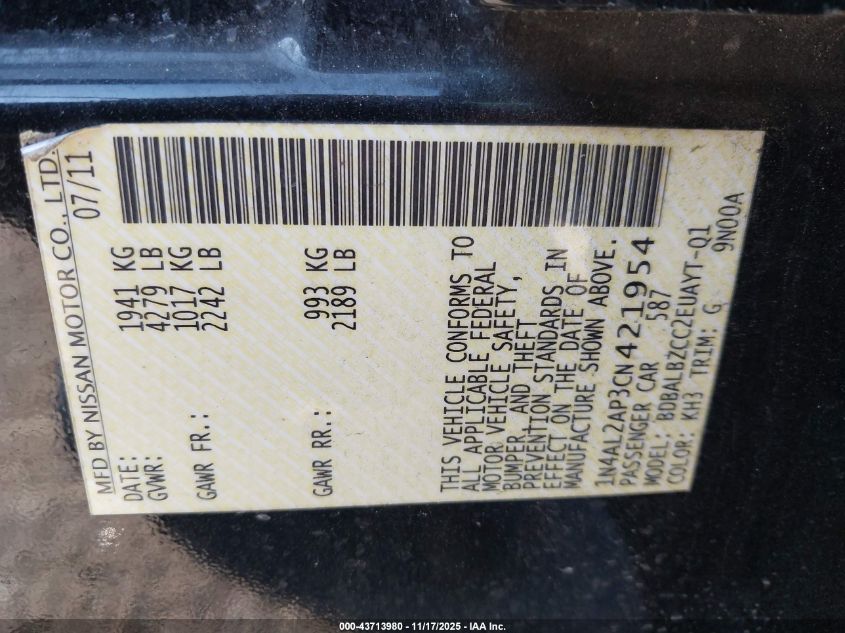 MFD BY NISSAN MOTOR CO., LTD.
DATE: 07/11
GVWR: 1941 KG
4279 LB
GAWR FR.: 1017 KG
2242 LB
GAWR RR.: 993 KG
2189 LB
THIS VEHICLE CONFORMS TO
ALL APPLICABLE FEDERAL
MOTOR VEHICLE SAFETY,
BUMPER, AND THEFT
PREVENTION STANDARDS IN
EFFECT ON THE DATE OF
MANUFACTURE SHOWN ABOVE.
1N4AL2AP3CN421954
PASSENGER CAR 587
MODEL: BDBALBZCC2EUAYT-Q1
COLOR: KH3 TRIM: G 9N00A
000-43713980 - 11/17/2025 - IAA Inc.